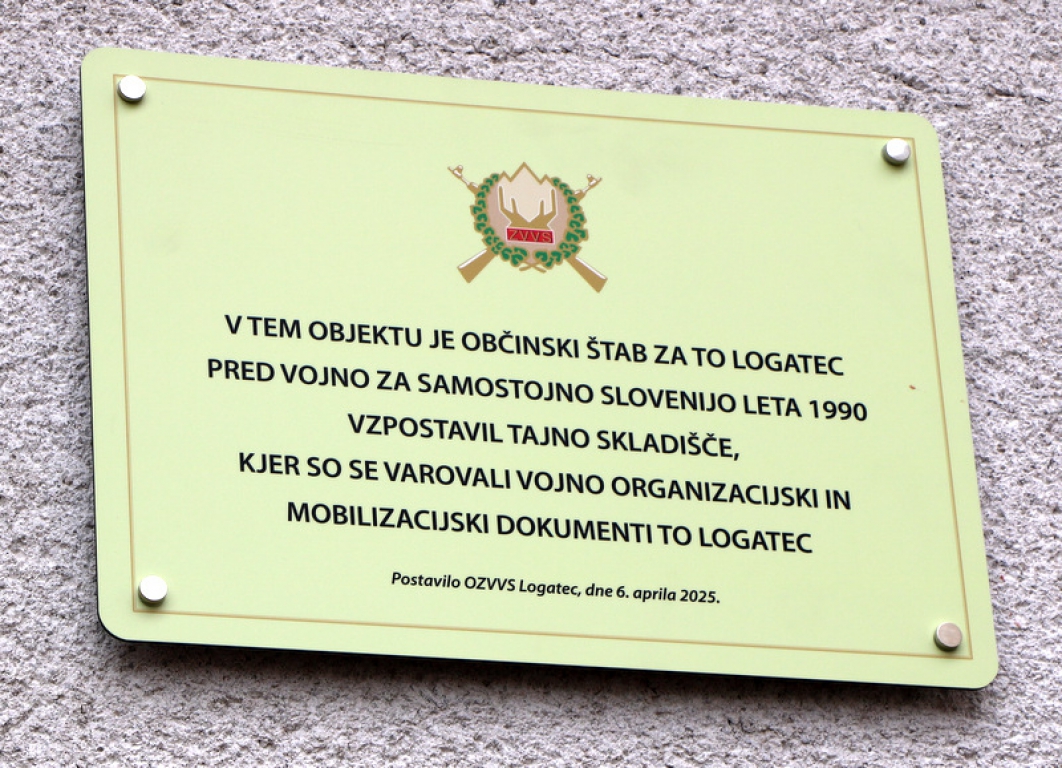 ZVVS
V TEM OBJEKTU JE OBČINSKI ŠTAB ZA TO LOGATEC
PRED VOJNO ZA SAMOSTOJNO SLOVENIJO LETA 1990
VZPOSTAVIL TAJNO SKLADIŠČE,
KJER SO SE VAROVALI VOJNO ORGANIZACIJSKI IN
MOBILIZACIJSKI DOKUMENTI TO LOGATEC
Postavilo OZVVS Logatec, dne 6. aprila 2025.